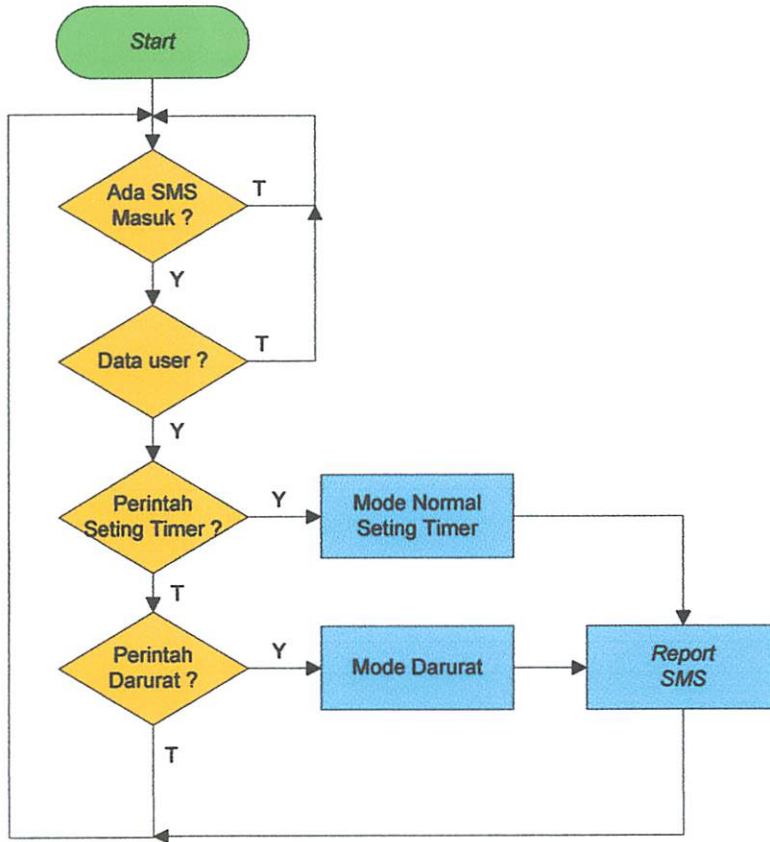 Start
Ada SMS
Masuk ?
T
Y
Data user ?
T
Y
Perintah
Seting Timer ?
Y
Mode Normal
Seting Timer
T
Perintah
Darurat ?
Y
Mode Darurat
Report
SMS
T